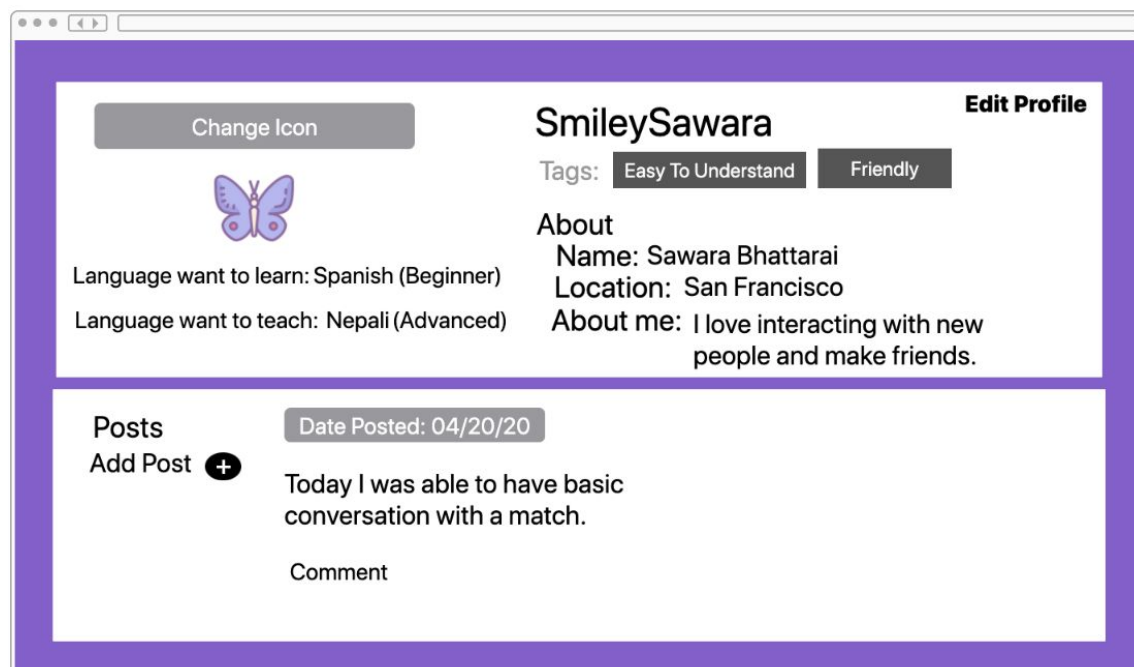 Change Icon
Language want to learn: Spanish (Beginner)
Language want to teach: Nepali (Advanced)
Edit Profile
SmileySawara
Tags: Easy To Understand Friendly
About
Name: Sawara Bhattarai
Location: San Francisco
About me: I love interacting with new
people and make friends.
Posts
Add Post +
Date Posted: 04/20/20
Today I was able to have basic
conversation with a match.
Comment